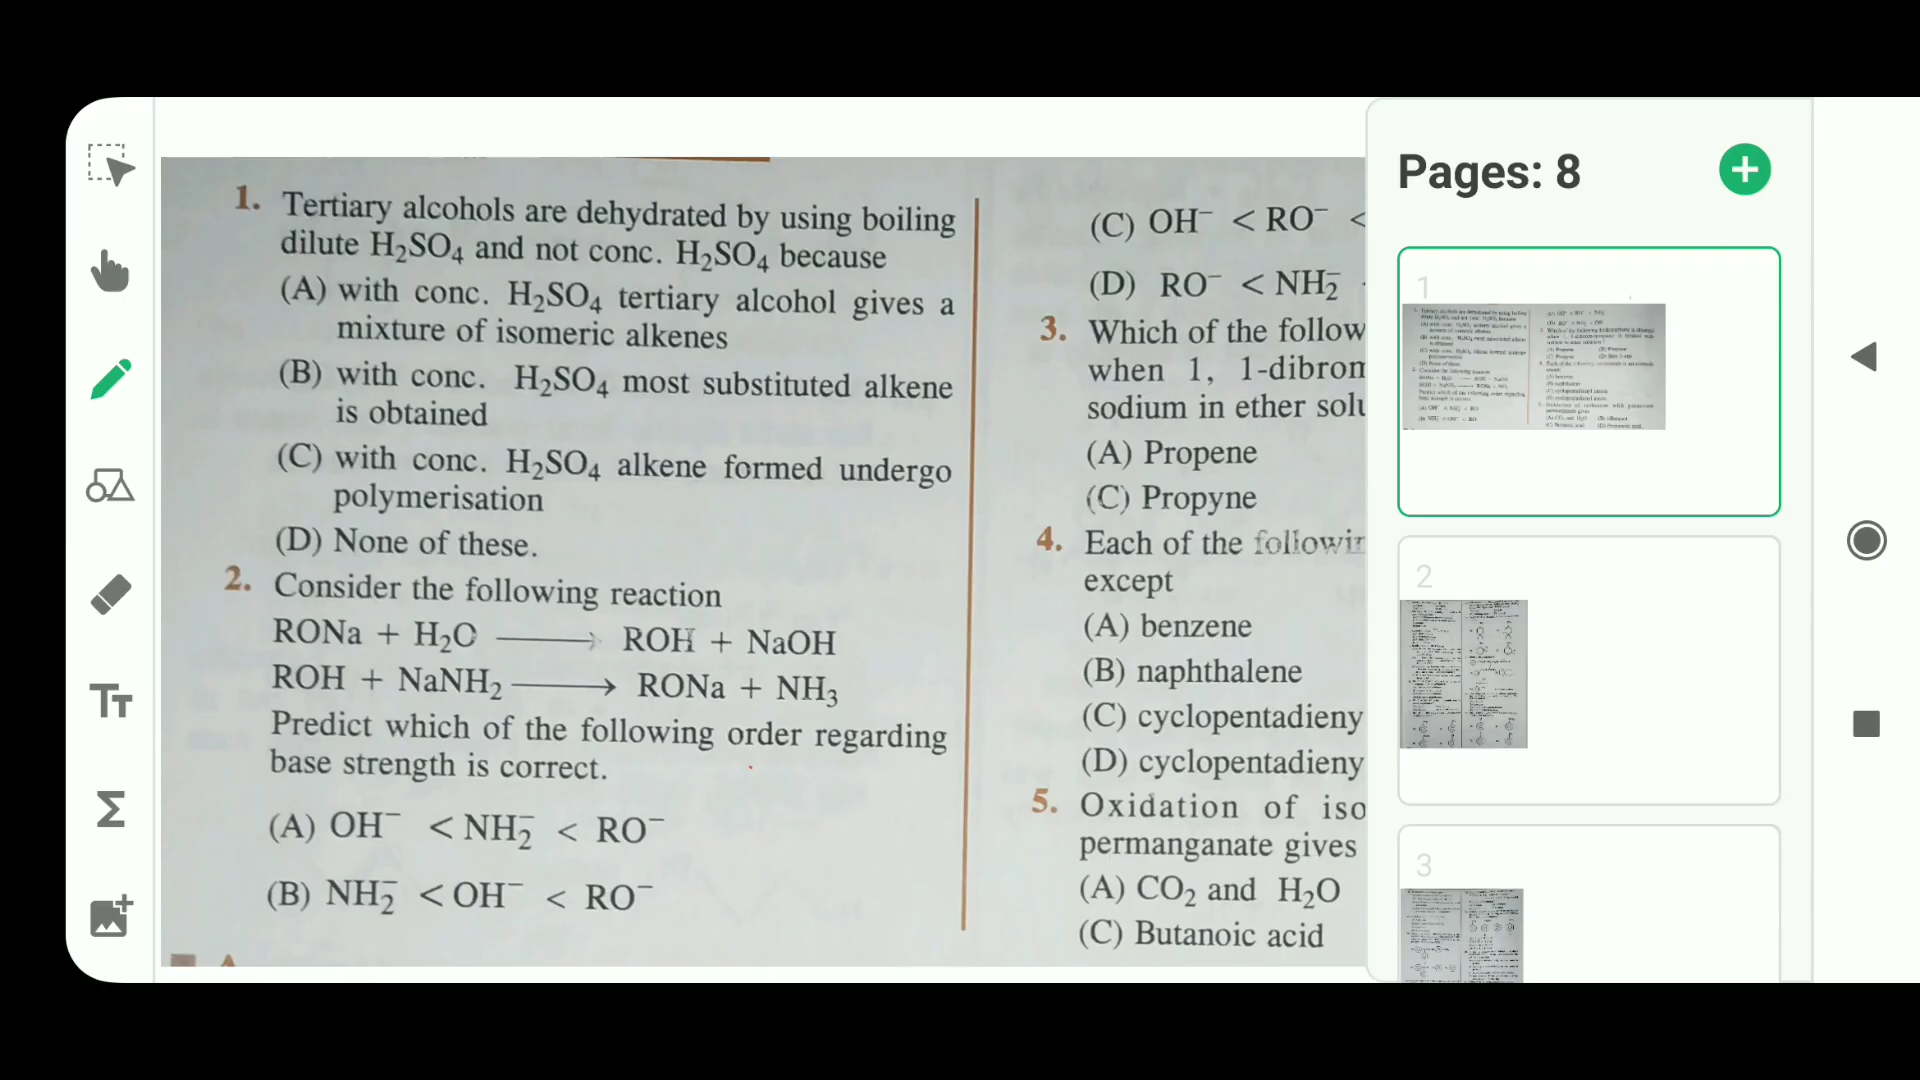 1. Tertiary alcohols are dehydrated by using boiling
dilute H₂SO₄ and not conc. H₂SO₄ because
(A) with conc. H₂SO₄ tertiary alcohol gives a
mixture of isomeric alkenes
(B) with conc. H₂SO₄ most substituted alkene
is obtained
(C) with conc. H₂SO₄ alkene formed undergo
polymerisation
(D) None of these.
2. Consider the following reaction
RONa + H₂O ⟶ ROH + NaOH
ROH + NaNH₂ ⟶ RONa + NH₃
Predict which of the following order regarding
base strength is correct.
(A) OH⁻ < NH₂⁻ < RO⁻
(B) NH₂⁻ < OH⁻ < RO⁻
(C) OH⁻ < RO⁻ <
(D) RO⁻ < NH₂⁻
3. Which of the follow
when 1, 1-dibrom
sodium in ether solu
(A) Propene
(C) Propyne
4. Each of the followin
except
(A) benzene
(B) naphthalene
(C) cyclopentadieny
(D) cyclopentadieny
5. Oxidation of iso
permanganate gives
(A) CO₂ and H₂O
(C) Butanoic acid
Pages: 8
1
2
3
Tт
Σ